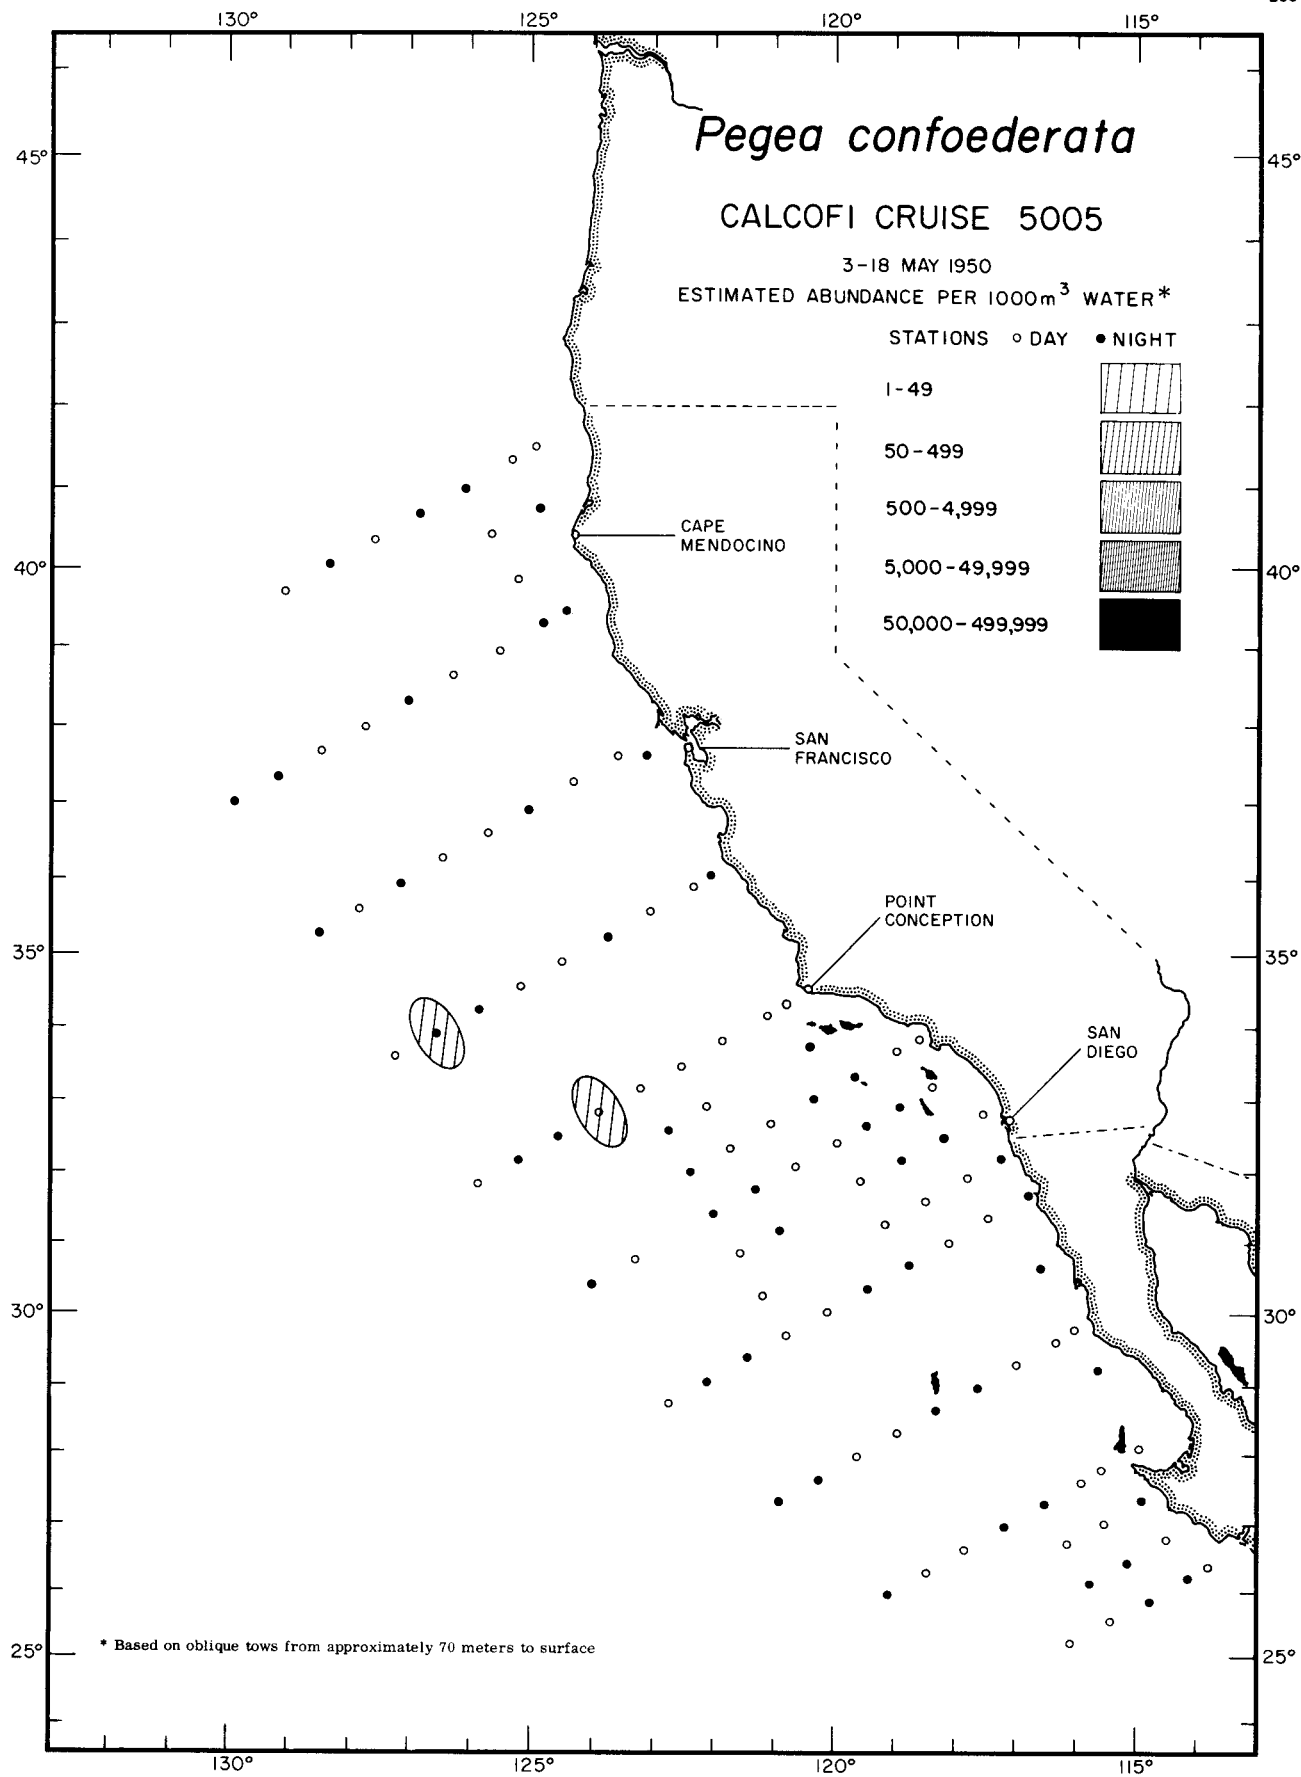 130° 125° 120° 115°
Pegea confoederata
45° 45°
CALCOFI CRUISE 5005
3-18 MAY 1950
ESTIMATED ABUNDANCE PER 1000m³ WATER*
STATIONS ○ DAY ● NIGHT
1-49
50-499
500-4,999
5,000-49,999
50,000-499,999
CAPE
MENDOCINO
40° 40°
SAN
FRANCISCO
POINT
CONCEPTION
35° 35°
SAN
DIEGO
30° 30°
* Based on oblique tows from approximately 70 meters to surface
25° 25°
130° 125° 120° 115°